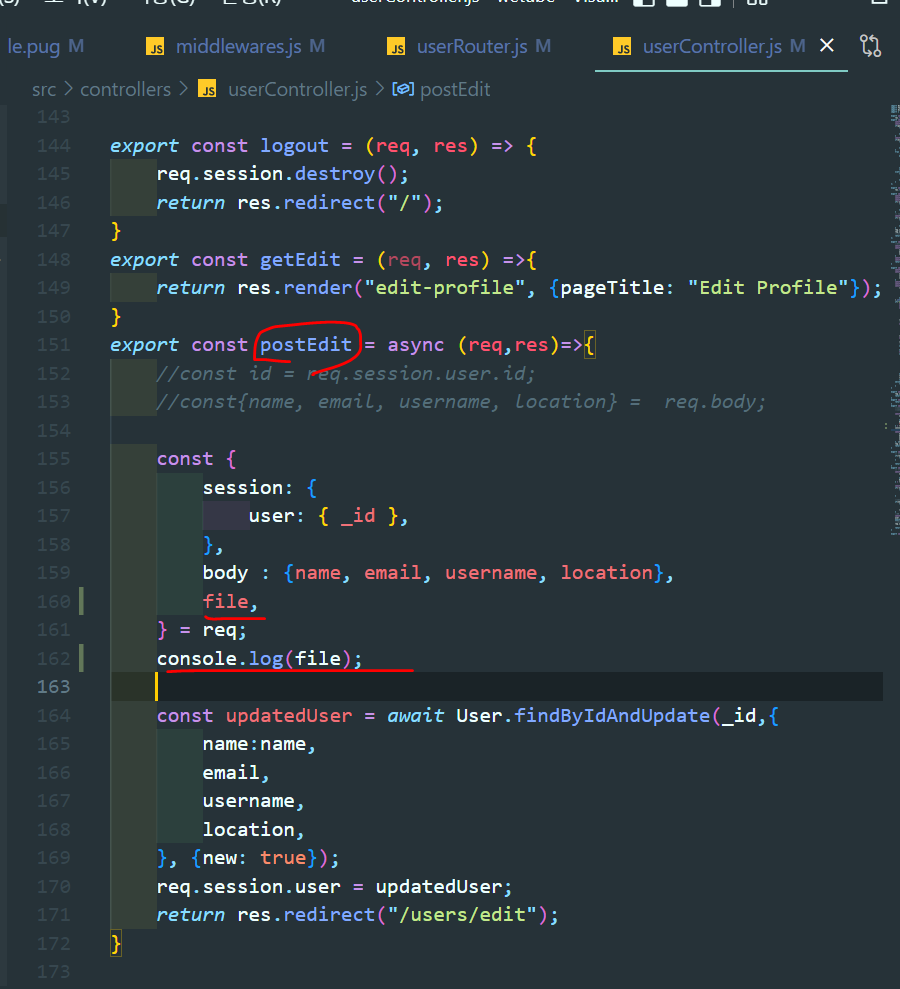 userController.js - wetube - Visu...
le.pug M
JS middlewares.js M
JS userRouter.js M
JS userController.js M
src > controllers > JS userController.js > postEdit
143
144 export const logout = (req, res) => {
145 req.session.destroy();
146 return res.redirect("/");
147 }
148 export const getEdit = (req, res) =>{
149 return res.render("edit-profile", {pageTitle: "Edit Profile"});
150 }
151 export const postEdit = async (req,res)=>{
152 //const id = req.session.user.id;
153 //const{name, email, username, location} =  req.body;
154
155 const {
156 session: {
157 user: { _id },
158 },
159 body : {name, email, username, location},
160 file,
161 } = req;
162 console.log(file);
163
164 const updatedUser = await User.findByIdAndUpdate(_id,{
165 name:name,
166 email,
167 username,
168 location,
169 }, {new: true});
170 req.session.user = updatedUser;
171 return res.redirect("/users/edit");
172 }
173